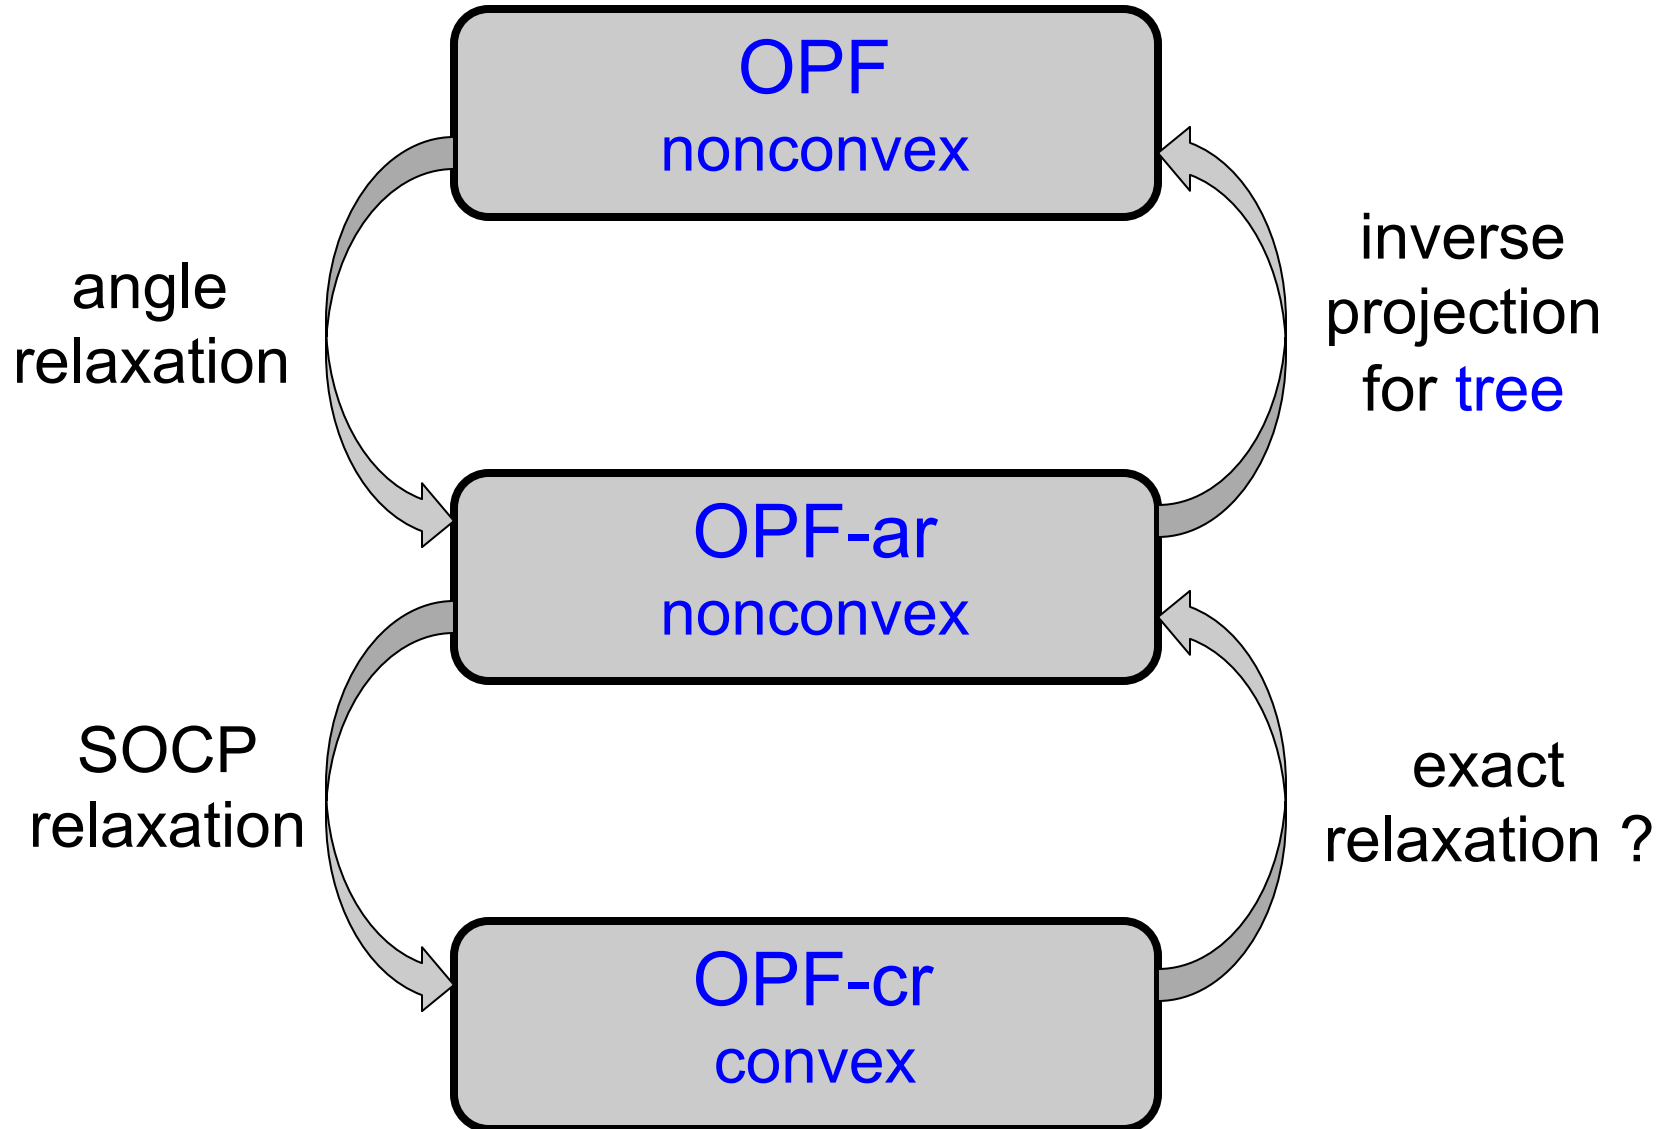 OPF
nonconvex
angle
relaxation
inverse
projection
for tree
OPF-ar
nonconvex
SOCP
relaxation
exact
relaxation ?
OPF-cr
convex